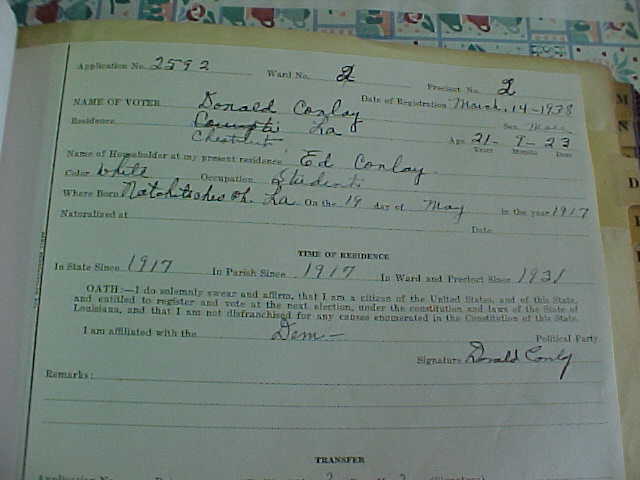 Application No. 2592 Ward No. 2 Precinct No. 2
Date of Registration March 14-1938
NAME OF VOTER Donald Conlay Sex Male
Residence La Age 21- 9- 23
Chestnut Years Months Days
Name of Householder at my present residence Ed Conlay
Color White Occupation Student
Where Born Natchitoches Ph. La. On the 19 day of May in the year 1917
Naturalized at Date
TIME OF RESIDENCE
In State Since 1917 In Parish Since 1917 In Ward and Precinct Since 1931
OATH:—I do solemnly swear and affirm, that I am a citizen of the United States, and of this State,
and entitled to register and vote at the next election, under the constitution and laws of the State of
Louisiana, and that I am not disfranchised for any causes enumerated in the Constitution of this State.
I am affiliated with the Dem— Political Party
Signature Donald Conly
Remarks:
TRANSFER
M
N
D